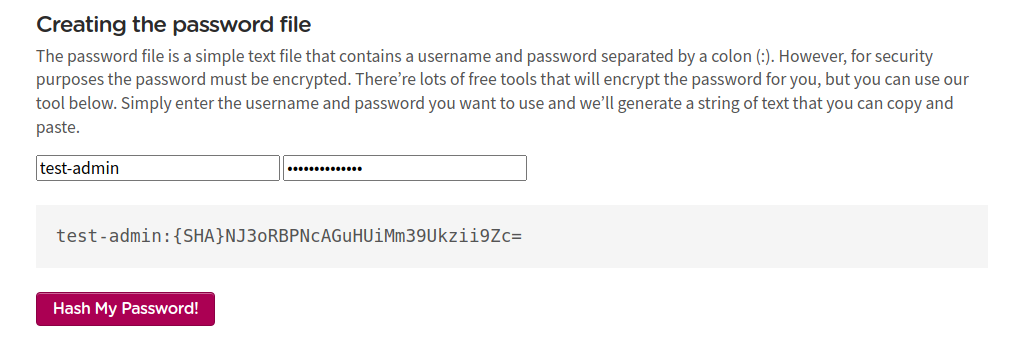 Creating the password file
The password file is a simple text file that contains a username and password separated by a colon (:). However, for security
purposes the password must be encrypted. There’re lots of free tools that will encrypt the password for you, but you can use our
tool below. Simply enter the username and password you want to use and we’ll generate a string of text that you can copy and
paste.
test-admin ••••••••••••••
test-admin:{SHA}NJ3oRBPNcAGuHUiMm39Ukzii9Zc=
Hash My Password!